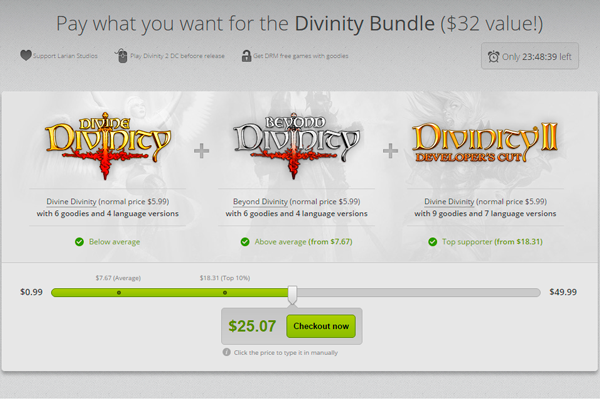 Pay what you want for the Divinity Bundle ($32 value!)
Support Larian Studios Play Divinity 2 DC befoore release Get DRM free games with goodies
Only 23:48:39 left
DIVINE
DIVINITY
+
BEYOND
DIVINITY
+
DIVINITY II
DEVELOPER'S CUT
Divine Divinity (normal price $5.99)
with 6 goodies and 4 language versions
Beyond Divinity (normal price $5.99)
with 6 goodies and 4 language versions
Divine Divinity (normal price $5.99)
with 9 goodies and 7 language versions
Below average
Above average (from $7.67)
Top supporter (from $18.31)
$7.67 (Average) $18.31 (Top 10%)
$0.99 $49.99
$25.07 Checkout now
Click the price to type it in manually